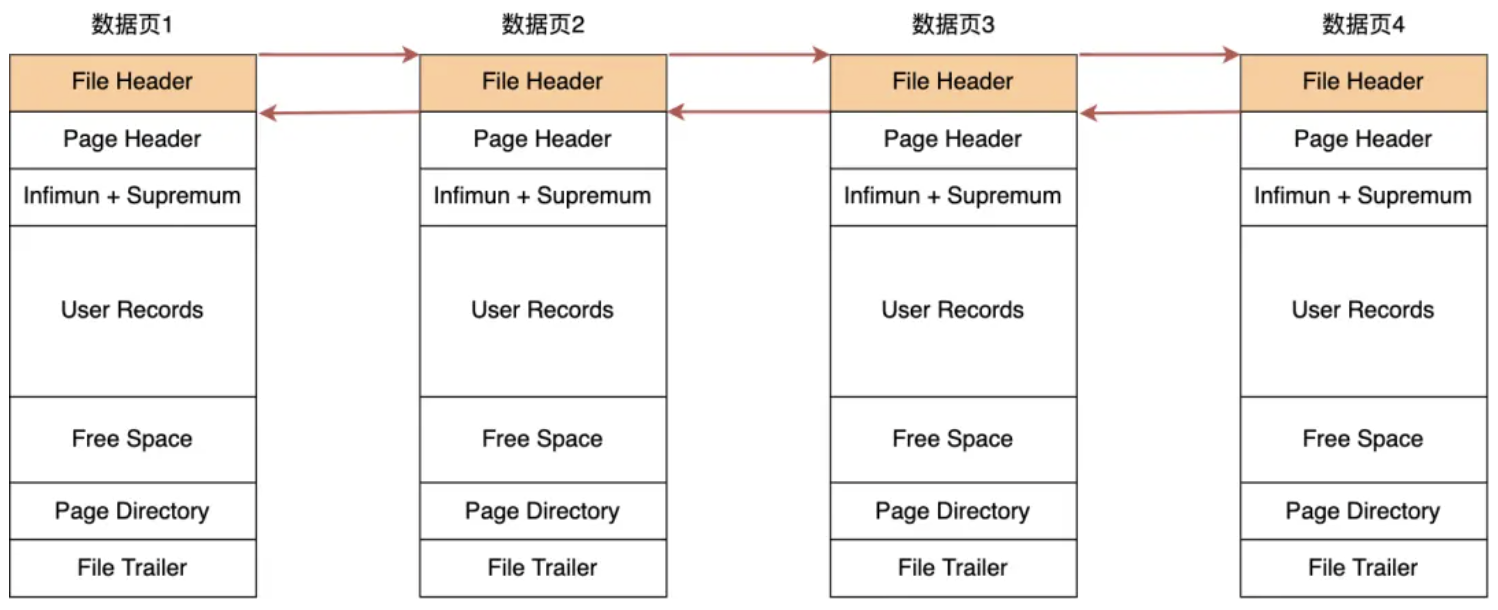 数据页1
数据页2
数据页3
数据页4
File Header
File Header
File Header
File Header
Page Header
Page Header
Page Header
Page Header
Infimun + Supremum
Infimun + Supremum
Infimun + Supremum
Infimun + Supremum
User Records
User Records
User Records
User Records
Free Space
Free Space
Free Space
Free Space
Page Directory
Page Directory
Page Directory
Page Directory
File Trailer
File Trailer
File Trailer
File Trailer